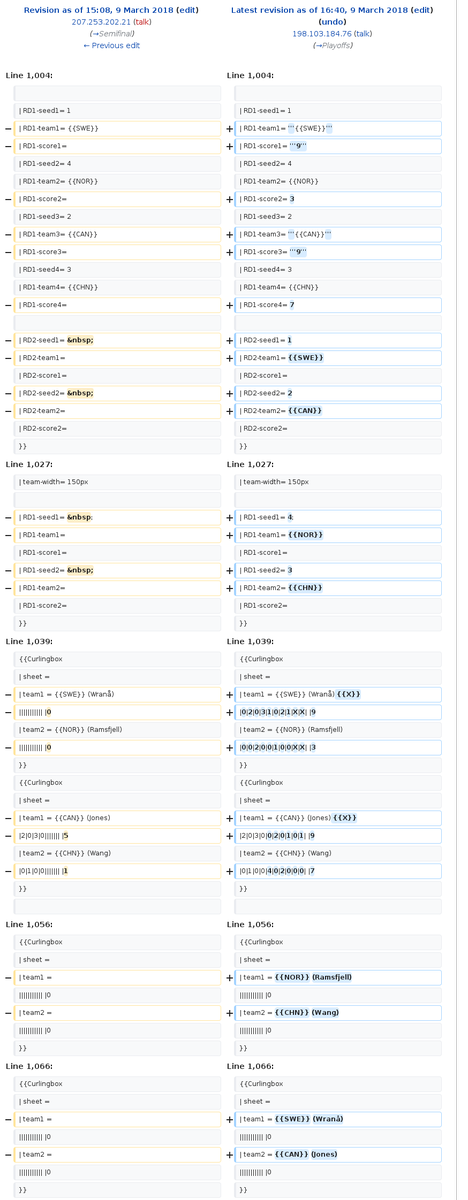 Revision as of 15:08, 9 March 2018 (edit)
207.253.202.21 (talk)
(→Semifinal)
← Previous edit
Latest revision as of 16:40, 9 March 2018 (edit)
(undo)
198.103.184.76 (talk)
(→Playoffs)
Line 1,004:
Line 1,004:
| RD1-seed1= 1
| RD1-seed1= 1
− | RD1-team1= {{SWE}}
+ | RD1-team1= '''{{SWE}}'''
− | RD1-score1=
+ | RD1-score1= '''9'''
| RD1-seed2= 4
| RD1-seed2= 4
| RD1-team2= {{NOR}}
| RD1-team2= {{NOR}}
− | RD1-score2=
+ | RD1-score2= 3
| RD1-seed3= 2
| RD1-seed3= 2
− | RD1-team3= {{CAN}}
+ | RD1-team3= '''{{CAN}}'''
− | RD1-score3=
+ | RD1-score3= '''9'''
| RD1-seed4= 3
| RD1-seed4= 3
| RD1-team4= {{CHN}}
| RD1-team4= {{CHN}}
− | RD1-score4=
+ | RD1-score4= 7
− | RD2-seed1= &nbsp;
+ | RD2-seed1= 1
− | RD2-team1=
+ | RD2-team1= {{SWE}}
| RD2-score1=
| RD2-score1=
− | RD2-seed2= &nbsp;
+ | RD2-seed2= 2
− | RD2-team2=
+ | RD2-team2= {{CAN}}
| RD2-score2=
| RD2-score2=
}}
}}
Line 1,027:
Line 1,027:
| team-width= 150px
| team-width= 150px
− | RD1-seed1= &nbsp;
+ | RD1-seed1= 4;
− | RD1-team1=
+ | RD1-team1= {{NOR}}
| RD1-score1=
| RD1-score1=
− | RD1-seed2= &nbsp;
+ | RD1-seed2= 3
− | RD1-team2=
+ | RD1-team2= {{CHN}}
| RD1-score2=
| RD1-score2=
}}
}}
Line 1,039:
Line 1,039:
{{Curlingbox
{{Curlingbox
| sheet =
| sheet =
− | team1 = {{SWE}} (Wranå)
+ | team1 = {{SWE}} (Wranå) {{X}}
− ||||||||||| |0
+ |0|2|0|3|1|0|2|1|X|X| |9
| team2 = {{NOR}} (Ramsfjell)
| team2 = {{NOR}} (Ramsfjell)
− ||||||||||| |0
+ |0|0|2|0|0|1|0|0|X|X| |3
}}
}}
{{Curlingbox
{{Curlingbox
| sheet =
| sheet =
− | team1 = {{CAN}} (Jones)
+ | team1 = {{CAN}} (Jones) {{X}}
− |2|0|3|0||||||| |5
+ |2|0|3|0|0|2|0|1|0|1| |9
| team2 = {{CHN}} (Wang)
| team2 = {{CHN}} (Wang)
− |0|1|0|0||||||| |1
+ |0|1|0|0|4|0|2|0|0|0| |7
}}
}}
Line 1,056:
Line 1,056:
{{Curlingbox
{{Curlingbox
| sheet =
| sheet =
− | team1 =
+ | team1 = {{NOR}} (Ramsfjell)
||||||||||| |0
||||||||||| |0
− | team2 =
+ | team2 = {{CHN}} (Wang)
||||||||||| |0
||||||||||| |0
}}
}}
Line 1,066:
Line 1,066:
{{Curlingbox
{{Curlingbox
| sheet =
| sheet =
− | team1 =
+ | team1 = {{SWE}} (Wranå)
||||||||||| |0
||||||||||| |0
− | team2 =
+ | team2 = {{CAN}} (Jones)
||||||||||| |0
||||||||||| |0
}}
}}